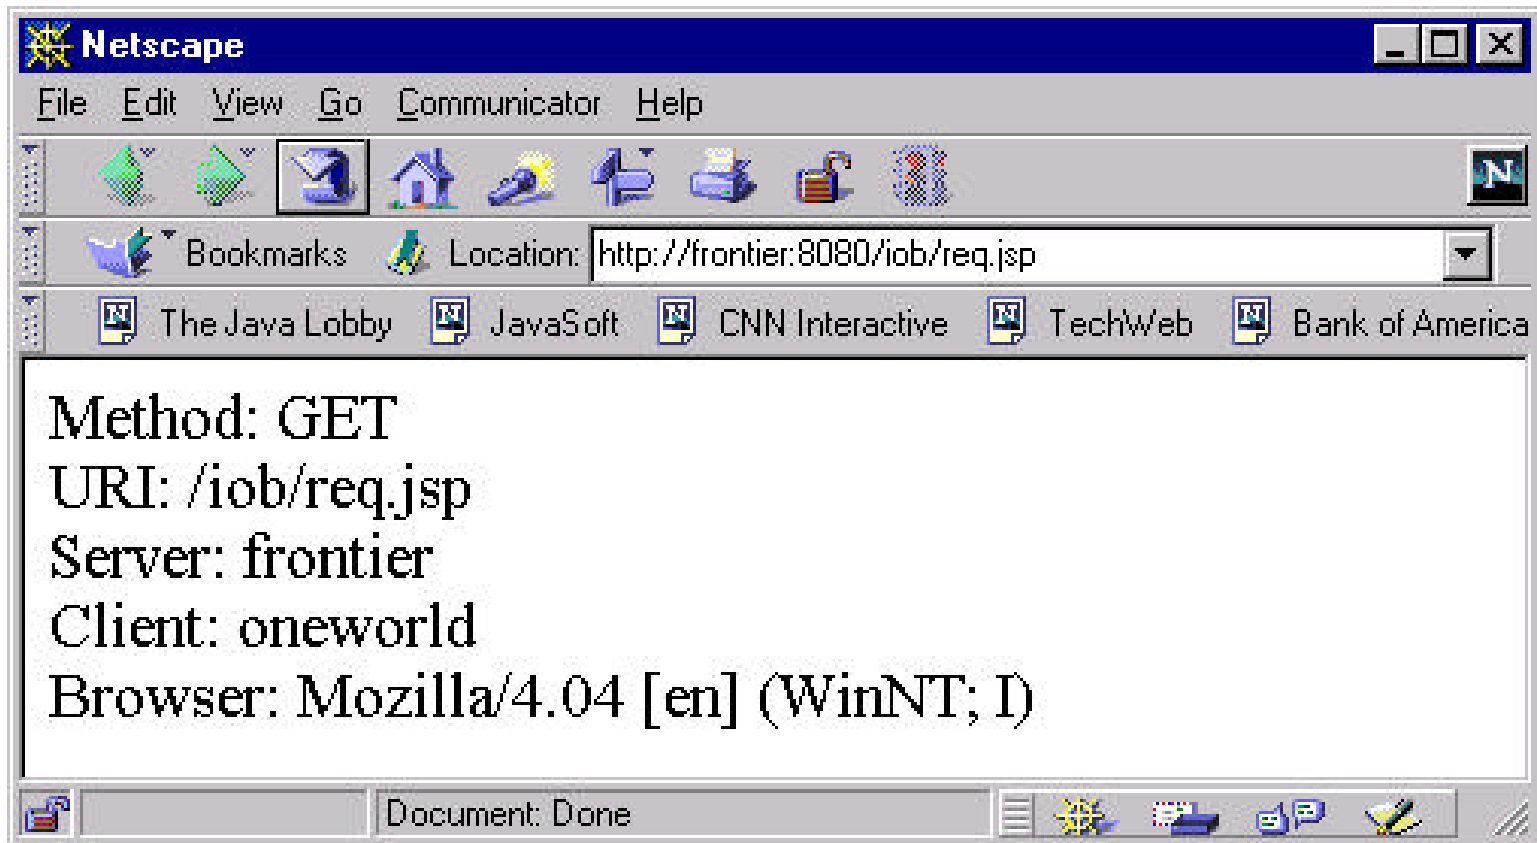 Netscape
File Edit View Go Communicator Help
N
Bookmarks Location: http://frontier:8080/iob/req.jsp
N The Java Lobby N JavaSoft N CNN Interactive N TechWeb N Bank of America
Method: GET
URI: /iob/req.jsp
Server: frontier
Client: oneworld
Browser: Mozilla/4.04 [en] (WinNT; I)
Document: Done